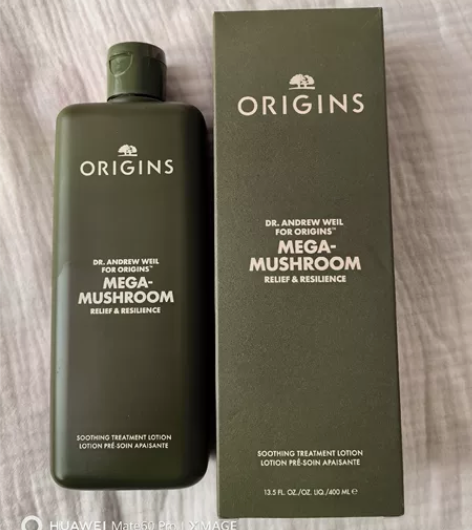 ORIGINS
DR. ANDREW WEIL
FOR ORIGINS™
MEGA-
MUSHROOM
RELIEF & RESILIENCE
SOOTHING TREATMENT LOTION
LOTION PRÉ-SOIN APAISANTE
ORIGINS
DR. ANDREW WEIL
FOR ORIGINS™
MEGA-
MUSHROOM
RELIEF & RESILIENCE
SOOTHING TREATMENT LOTION
LOTION PRÉ-SOIN APAISANTE
13.5 FL. OZ./OZ. LIQ./400 ML ℮
HUAWEI Mate60 Pro | XMAGE